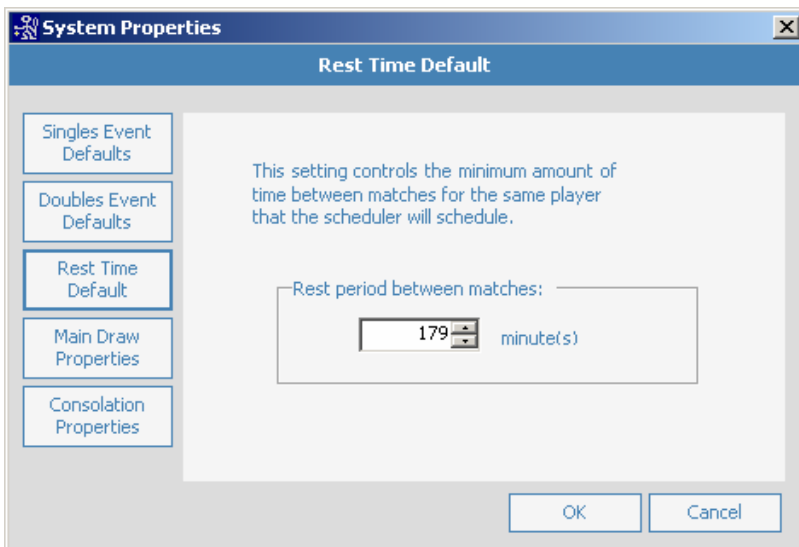 System Properties
Rest Time Default
Singles Event
Defaults
Doubles Event
Defaults
Rest Time
Default
Main Draw
Properties
Consolation
Properties
This setting controls the minimum amount of
time between matches for the same player
that the scheduler will schedule.
Rest period between matches:
179 minute(s)
OK Cancel